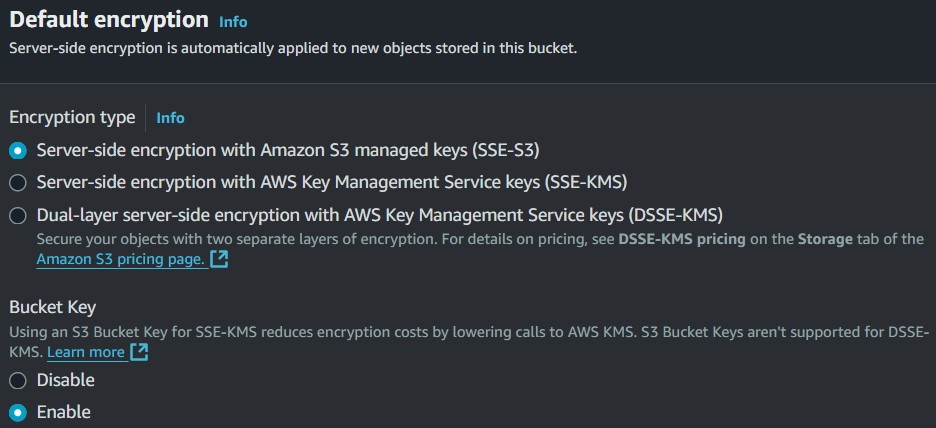 Default encryption Info
Server-side encryption is automatically applied to new objects stored in this bucket.
Encryption type Info
Server-side encryption with Amazon S3 managed keys (SSE-S3)
Server-side encryption with AWS Key Management Service keys (SSE-KMS)
Dual-layer server-side encryption with AWS Key Management Service keys (DSSE-KMS)
Secure your objects with two separate layers of encryption. For details on pricing, see DSSE-KMS pricing on the Storage tab of the
Amazon S3 pricing page.
Bucket Key
Using an S3 Bucket Key for SSE-KMS reduces encryption costs by lowering calls to AWS KMS. S3 Bucket Keys aren't supported for DSSE-
KMS. Learn more
Disable
Enable